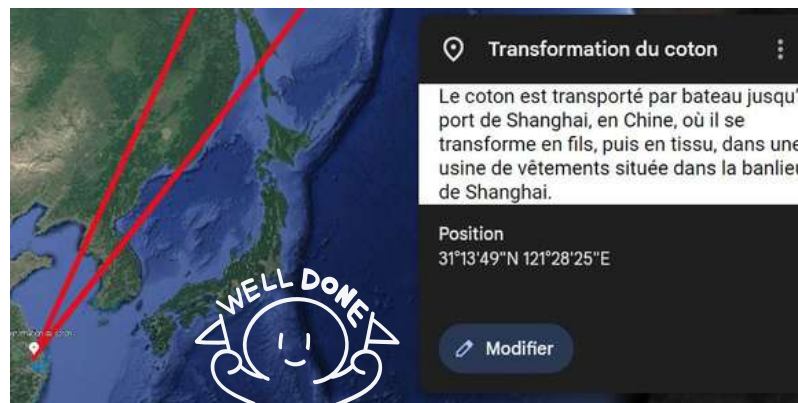 Transformation du coton
Le coton est transporté par bateau jusqu'
port de Shanghai, en Chine, où il se
transforme en fils, puis en tissu, dans une
usine de vêtements située dans la banlieu
de Shanghai.
Position
31°13'49"N 121°28'25"E
Modifier
WELL DONE